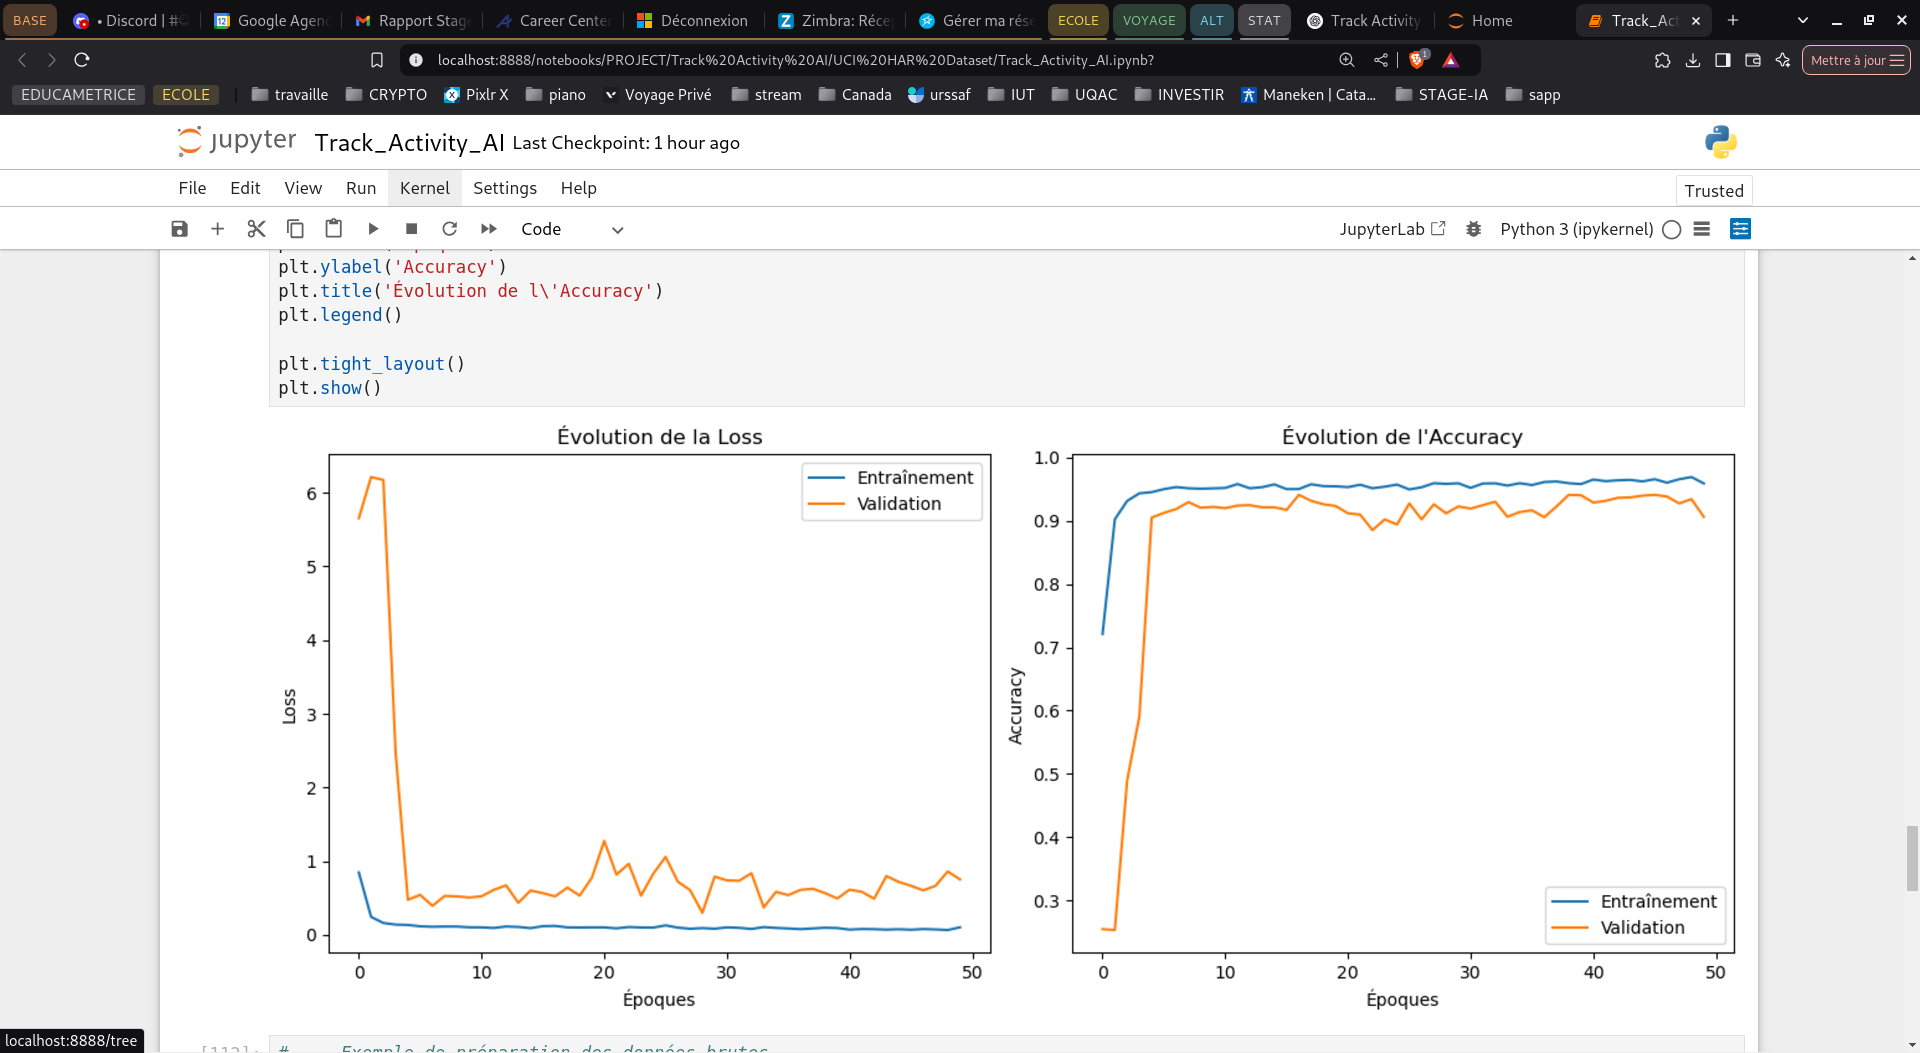 BASE
• Discord | #
Google Agen
Rapport Stag
Career Center
Déconnexion
Zimbra: Réce
Gérer ma rése
ECOLE
VOYAGE
ALT
STAT
Track Activity
Home
Track_Act
localhost:8888/notebooks/PROJECT/Track%20Activity%20AI/UCI%20HAR%20Dataset/Track_Activity_AI.ipynb?
1
Mettre à jour
EDUCAMETRICE
ECOLE
travaille
CRYPTO
Pixlr X
piano
Voyage Privé
stream
Canada
urssaf
IUT
UQAC
INVESTIR
Maneken | Cata...
STAGE-IA
sapp
jupyter
Track_Activity_AI Last Checkpoint: 1 hour ago
File Edit View Run Kernel Settings Help
Trusted
Code
JupyterLab
Python 3 (ipykernel)
plt.ylabel('Accuracy')
plt.title('Évolution de l\'Accuracy')
plt.legend()
plt.tight_layout()
plt.show()
Évolution de la Loss
Entraînement
Validation
6
5
4
3
2
1
0
Loss
0 10 20 30 40 50
Époques
Évolution de l'Accuracy
1.0
0.9
0.8
0.7
0.6
0.5
0.4
0.3
Accuracy
Entraînement
Validation
0 10 20 30 40 50
Époques
localhost:8888/tree
# Exemple de préparation des données brutes